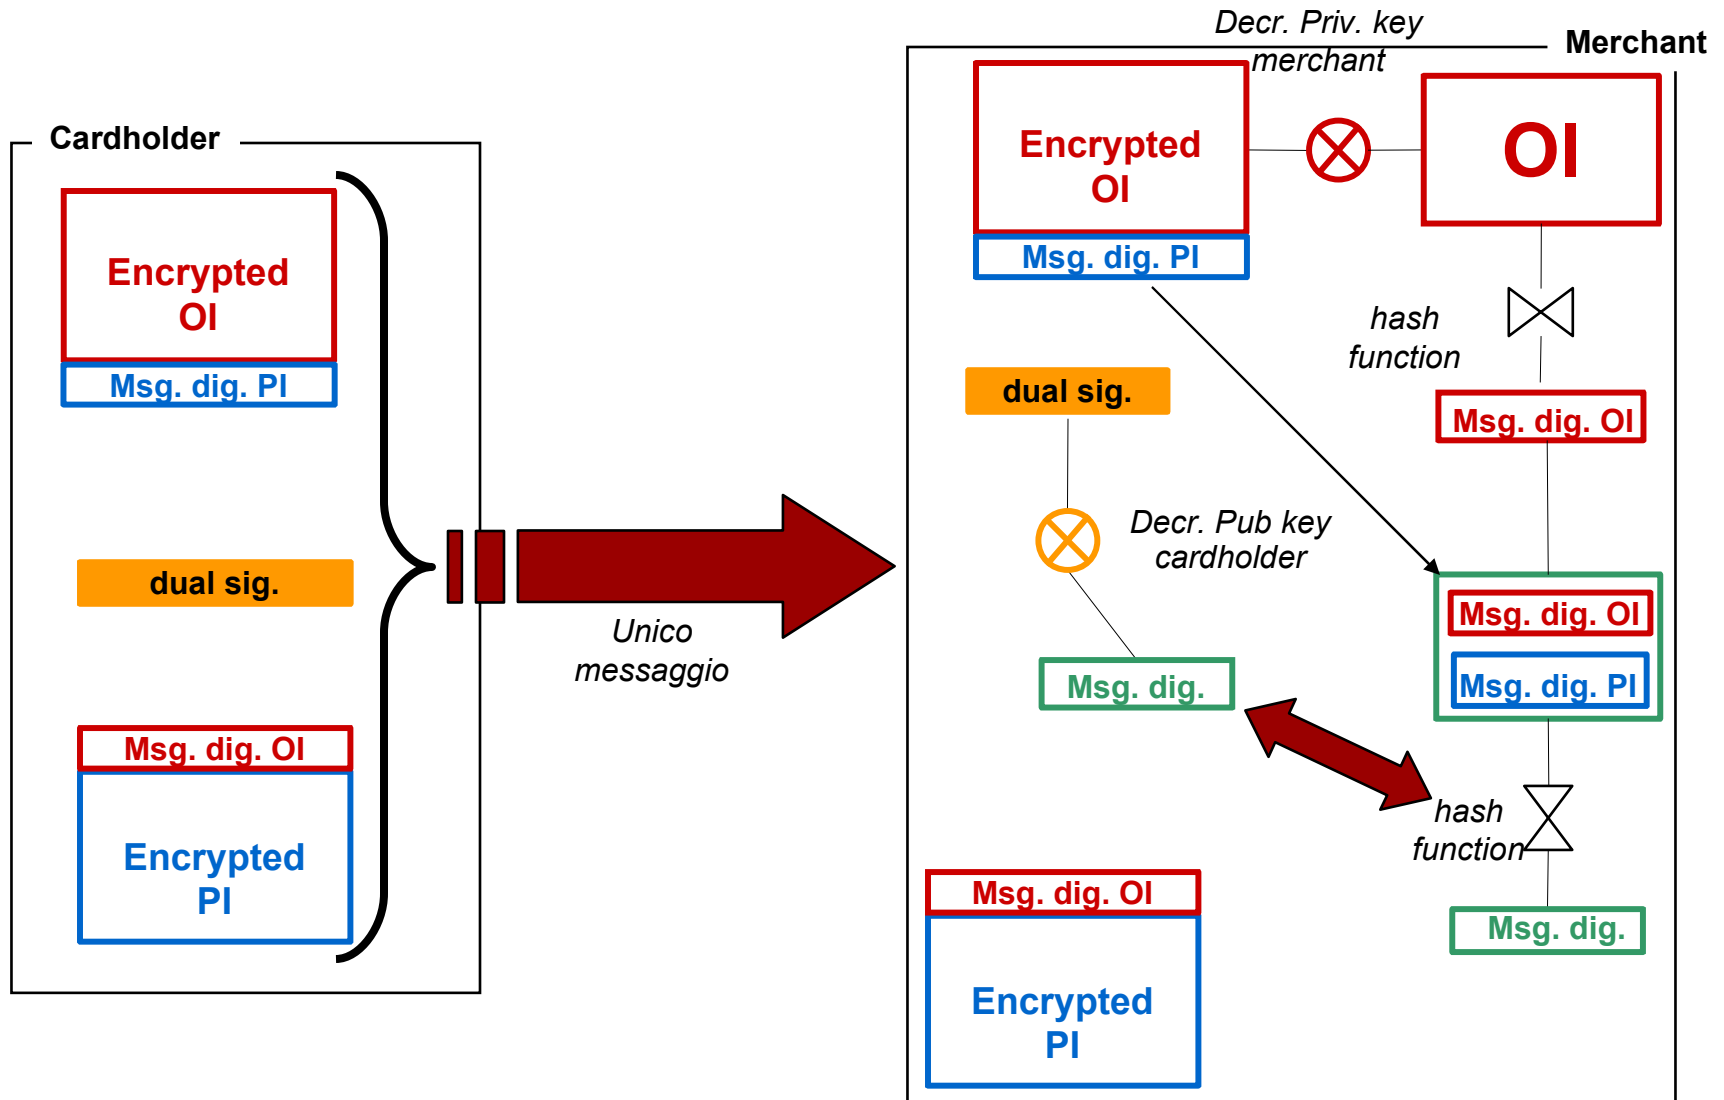 Cardholder
Encrypted
OI
Msg. dig. PI
dual sig.
Msg. dig. OI
Encrypted
PI
Unico
messaggio
Merchant
Decr. Priv. key
merchant
Encrypted
OI
Msg. dig. PI
OI
hash
function
Msg. dig. OI
dual sig.
Decr. Pub key
cardholder
Msg. dig.
Msg. dig. OI
Msg. dig. PI
hash
function
Msg. dig.
Msg. dig. OI
Encrypted
PI